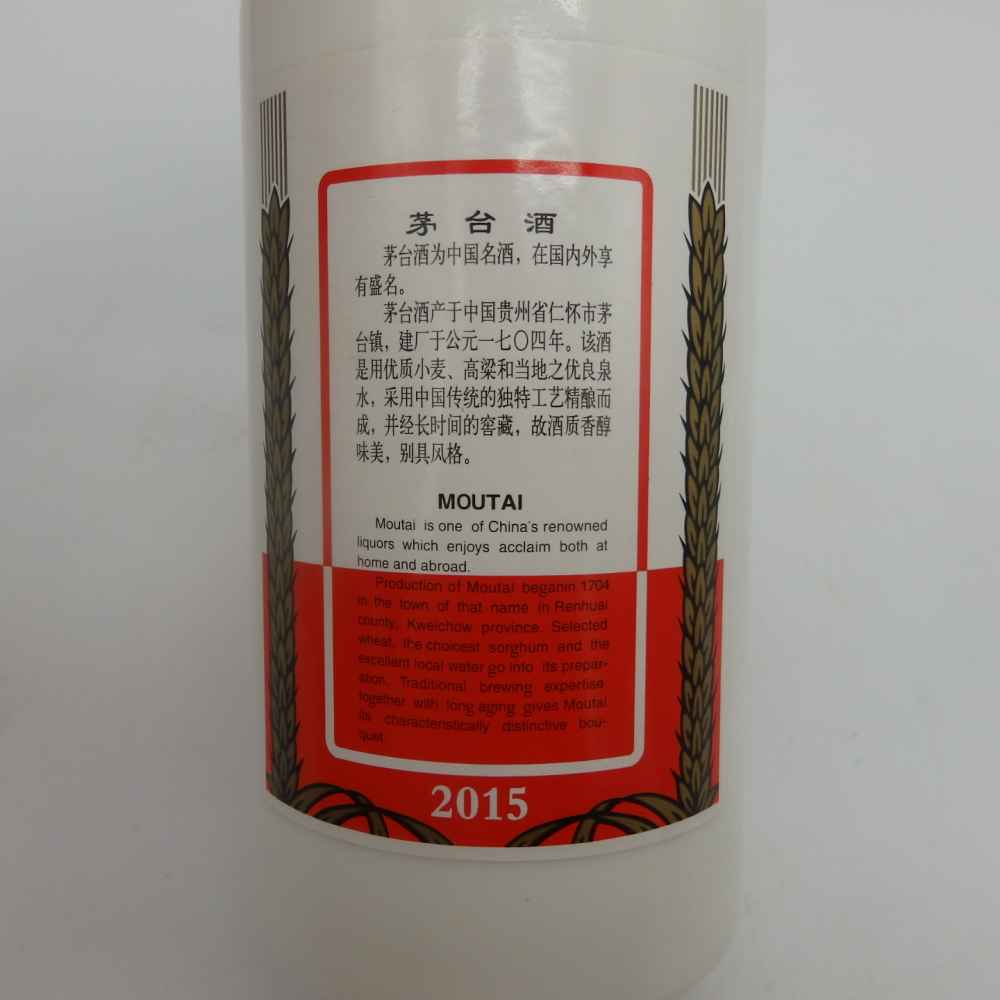 茅台酒
茅台酒为中国名酒，在国内外享
有盛名。
茅台酒产于中国贵州省仁怀市茅
台镇，建厂于公元一七〇四年。该酒
是用优质小麦、高梁和当地之优良泉
水，采用中国传统的独特工艺精酿而
成，并经长时间的窖藏，故酒质香醇
味美，别具风格。
MOUTAI
Moutai is one of China's renowned
liquors which enjoys acclaim both at
home and abroad.
Production of Moutai beganin 1704
in the town of that name in Renhuai
county, Kweichow province. Selected
wheat, the choicest sorghum and the
excellent local water go into its prepar-
ation. Traditional brewing expertise
together with long aging gives Moutai
its characteristically distinctive bou-
quet.
2015